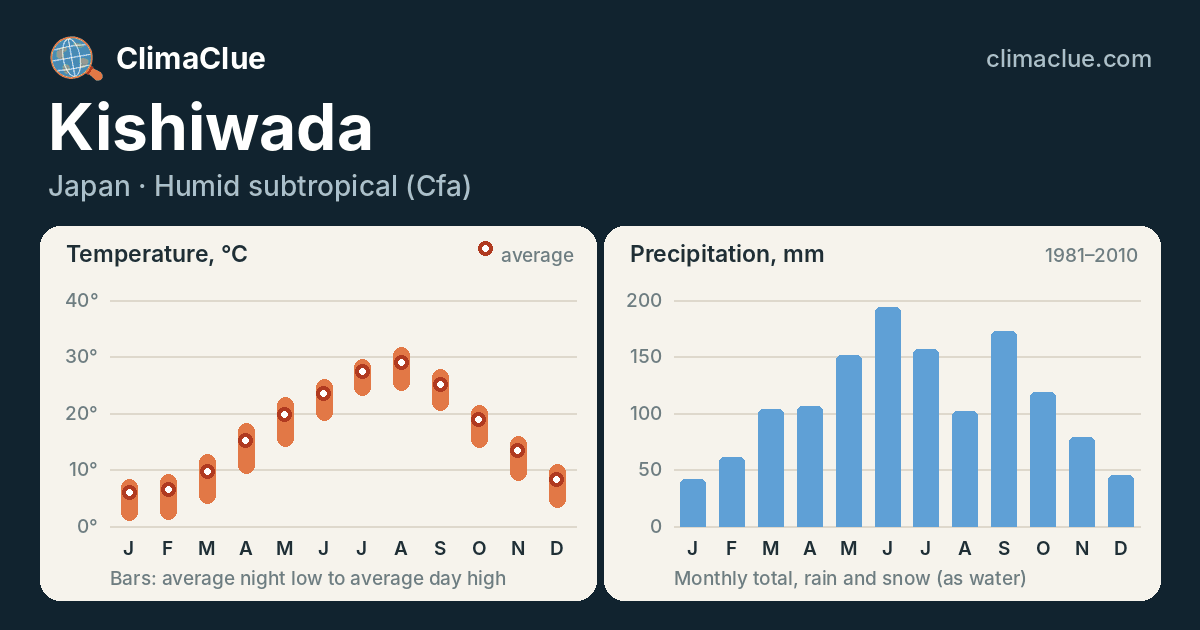 ClimaClue
climaclue.com
Kishiwada
Japan · Humid subtropical (Cfa)
Temperature, °C
average
40°
30°
20°
10°
0°
J F M A M J J A S O N D
Bars: average night low to average day high
Precipitation, mm
1981–2010
200
150
100
50
0
J F M A M J J A S O N D
Monthly total, rain and snow (as water)